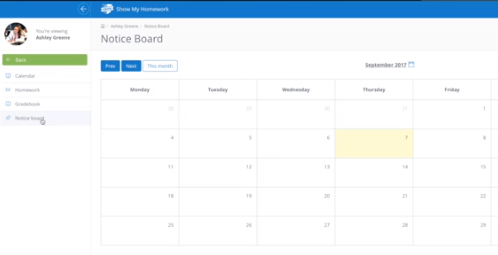 Show My Homework
You're viewing
Ashley Greene
Ashley Greene
Notice Board
Notice Board
Back
Calendar
Homework
Gradebook
Notice board
Prev Next This month
September 2017
Monday Tuesday Wednesday Thursday Friday
28 29 30 31 1
4 5 6 7 8
11 12 13 14 15
18 19 20 21 22
25 26 27 28 29